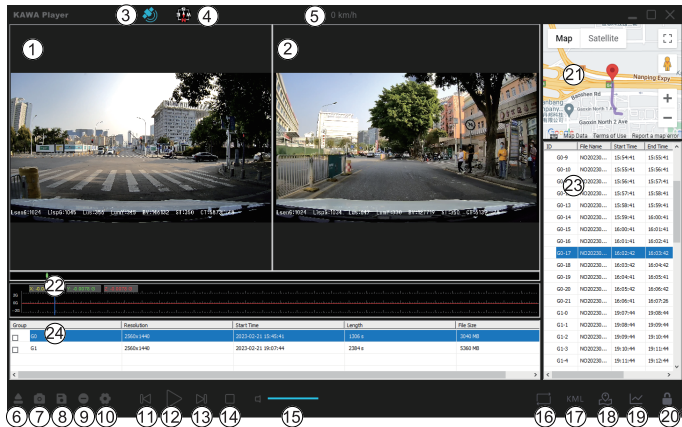 KAWA Player
3
4
5
0 km/h
1
2
Map
Satellite
21
Nanping Expy
Baoshen Rd
Gaoxin North
Gaoxin North 2 Ave
Map Data
Terms of Use
Report a map error
ID File Name Start Time End Time
G0-9 NO20230... 15:54:41 15:55:41
G0-10 NO20230... 15:55:41 15:56:41
23 15:56:41 15:57:41
15:57:41 15:58:41
G0-13 NO20230... 15:58:41 15:59:41
G0-14 NO20230... 15:59:41 16:00:41
G0-15 NO20230... 16:00:41 16:01:41
G0-16 NO20230... 16:01:41 16:02:41
G0-17 NO20230... 16:02:42 16:03:42
G0-18 NO20230... 16:03:42 16:04:42
G0-19 NO20230... 16:04:41 16:05:41
G0-20 NO20230... 16:05:42 16:06:42
G0-21 NO20230... 16:06:41 16:07:26
G1-0 NO20230... 19:07:44 19:08:44
G1-1 NO20230... 19:08:44 19:09:44
G1-2 NO20230... 19:09:44 19:10:44
G1-3 NO20230... 19:10:44 19:11:44
G1-4 NO20230... 19:11:44 19:12:44
22
24
Group Resolution Start Time Length File Size
G0 2560x1440 2023-02-21 15:45:41 1336 s 3040 MB
G1 2560x1440 2023-02-21 19:07:44 2384 s 5360 MB
KML
6 7 8 9 10 11 12 13 14 15 16 17 18 19 20